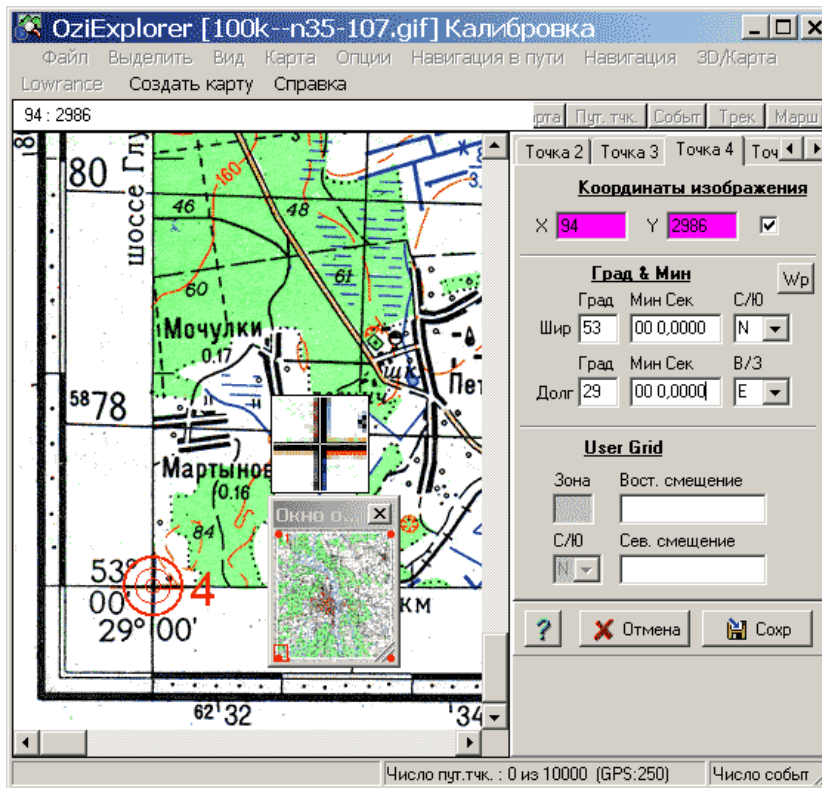 OziExplorer [100k--n35-107.gif] Калибровка
Файл Выделить Вид Карта Опции Навигация в пути Навигация 3D/Карта
Lowrance Создать карту Справка
94 : 2986
рта Пут. тчк. Событ Трек Марш
Точка 2 Точка 3 Точка 4 Точ
Координаты изображения
X 94 Y 2986
Град & Мин
Wp
Град Мин Сек С/Ю
Шир 53 00 0,0000 N
Град Мин Сек В/З
Долг 29 00 0,0000 E
User Grid
Зона Вост. смещение
С/Ю Сев. смещение
N
? Отмена Сохр
80
шоссе Глу
160
46
48
61
60
Мочулки
0.17
шк
Пет
58 78
Мартынов
0.16
84
Окно о...
53°
00'
4
29° 00'
км
62 32
34
Число пут.тчк. : 0 из 10000 (GPS:250) Число событ